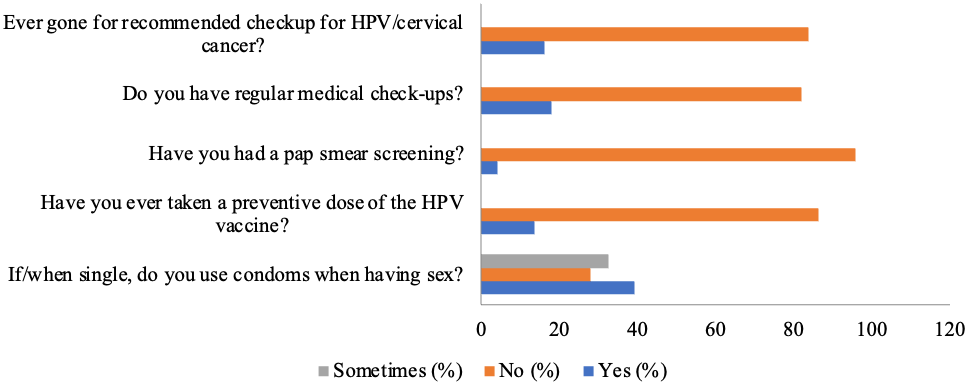 Ever gone for recommended checkup for HPV/cervical
cancer?
Do you have regular medical check-ups?
Have you had a pap smear screening?
Have you ever taken a preventive dose of the HPV
vaccine?
If/when single, do you use condoms when having sex?
0 20 40 60 80 100 120
Sometimes (%) No (%) Yes (%)